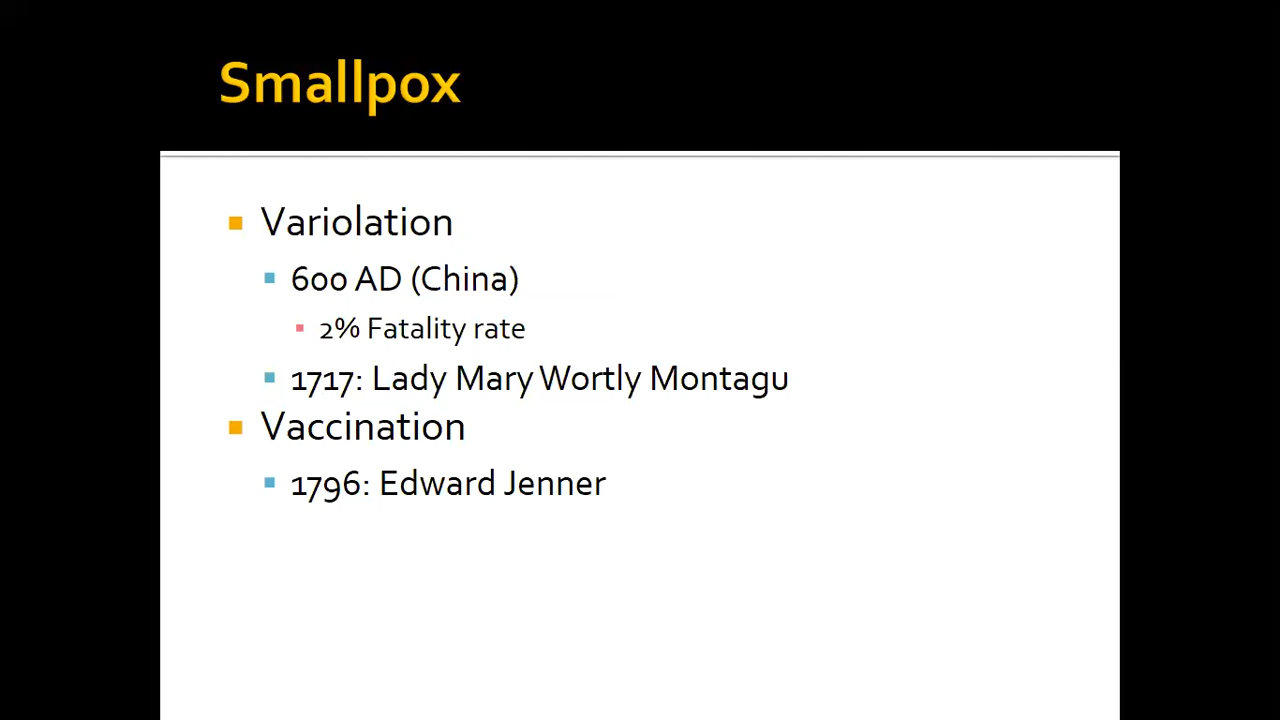 Smallpox
Variolation
600 AD (China)
2% Fatality rate
1717: Lady Mary Wortly Montagu
Vaccination
1796: Edward Jenner